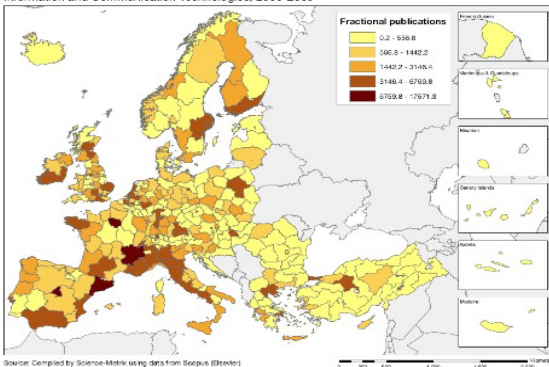 Information and Communication Technologies, 2000-2009
Fractional publications
0.2 - 556.8
556.8 - 1442.2
1442.2 - 3146.4
3146.4 - 6769.8
6769.8 - 17671.3
French Guiana
Martinique & Guadeloupe
Réunion
Canary Islands
Azores
Madeira
Source: Compiled by Science-Metrix using data from Scopus (Elsevier)